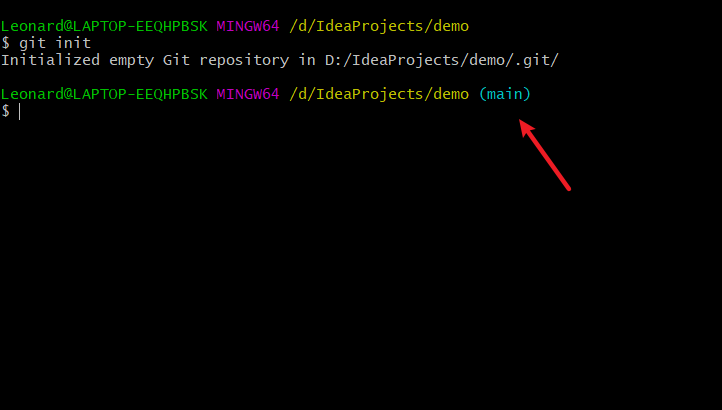 Leonard@LAPTOP-EEQHPBSK MINGW64 /d/IdeaProjects/demo
$ git init
Initialized empty Git repository in D:/IdeaProjects/demo/.git/
Leonard@LAPTOP-EEQHPBSK MINGW64 /d/IdeaProjects/demo (main)
$